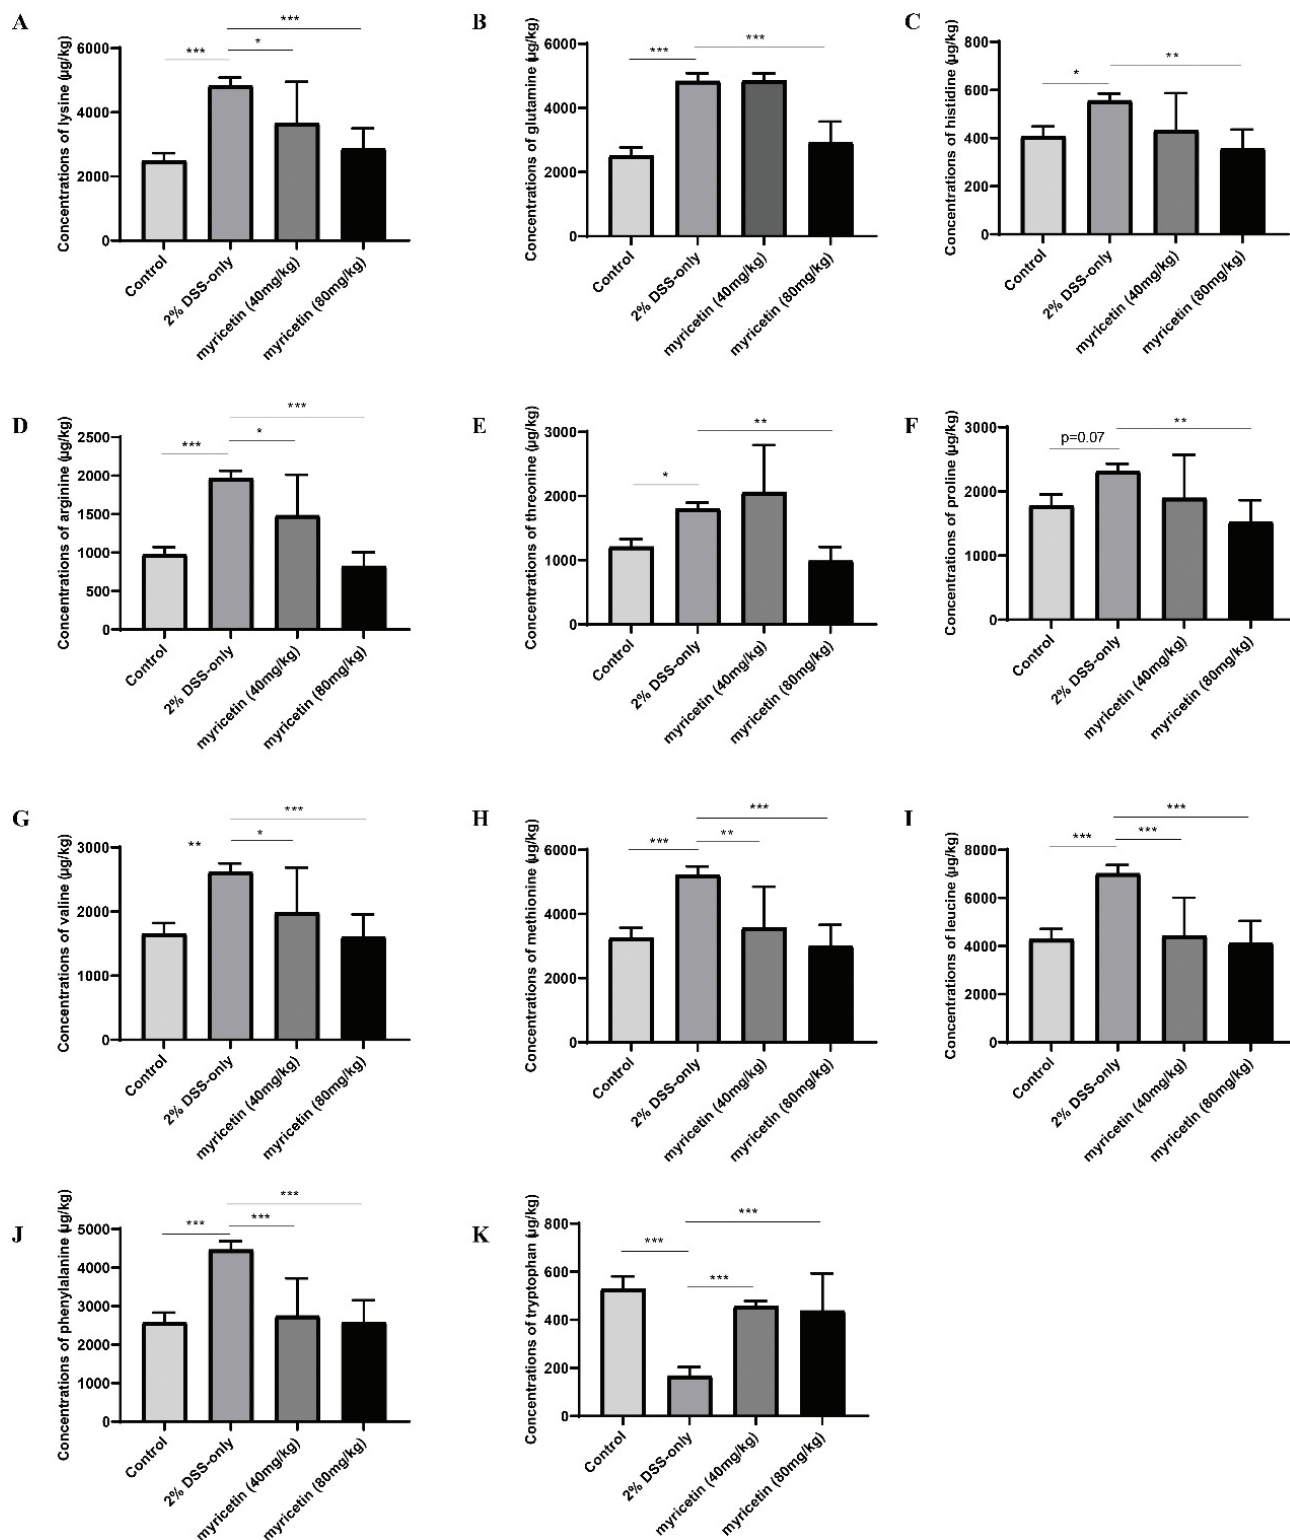 A
Concentrations of lysine (µg/kg)
6000
4000
2000
0
***
*
***
Control
2% DSS-only
myricetin (40mg/kg)
myricetin (80mg/kg)
B
Concentrations of glutamine (µg/kg)
6000
4000
2000
0
***
***
Control
2% DSS-only
myricetin (40mg/kg)
myricetin (80mg/kg)
C
Concentrations of histidine (µg/kg)
800
600
400
200
0
*
**
Control
2% DSS-only
myricetin (40mg/kg)
myricetin (80mg/kg)
D
Concentrations of arginine (µg/kg)
2500
2000
1500
1000
500
0
***
*
***
Control
2% DSS-only
myricetin (40mg/kg)
myricetin (80mg/kg)
E
Concentrations of threonine (µg/kg)
3000
2000
1000
0
*
**
Control
2% DSS-only
myricetin (40mg/kg)
myricetin (80mg/kg)
F
Concentrations of proline (µg/kg)
3000
2000
1000
0
p=0.07
**
Control
2% DSS-only
myricetin (40mg/kg)
myricetin (80mg/kg)
G
Concentrations of valine (µg/kg)
3000
2000
1000
0
**
*
***
Control
2% DSS-only
myricetin (40mg/kg)
myricetin (80mg/kg)
H
Concentrations of methionine (µg/kg)
6000
4000
2000
0
***
**
***
Control
2% DSS-only
myricetin (40mg/kg)
myricetin (80mg/kg)
I
Concentrations of leucine (µg/kg)
8000
6000
4000
2000
0
***
***
***
Control
2% DSS-only
myricetin (40mg/kg)
myricetin (80mg/kg)
J
Concentrations of phenylalanine (µg/kg)
5000
4000
3000
2000
1000
0
***
***
***
Control
2% DSS-only
myricetin (40mg/kg)
myricetin (80mg/kg)
K
Concentrations of tryptophan (µg/kg)
800
600
400
200
0
***
***
***
Control
2% DSS-only
myricetin (40mg/kg)
myricetin (80mg/kg)